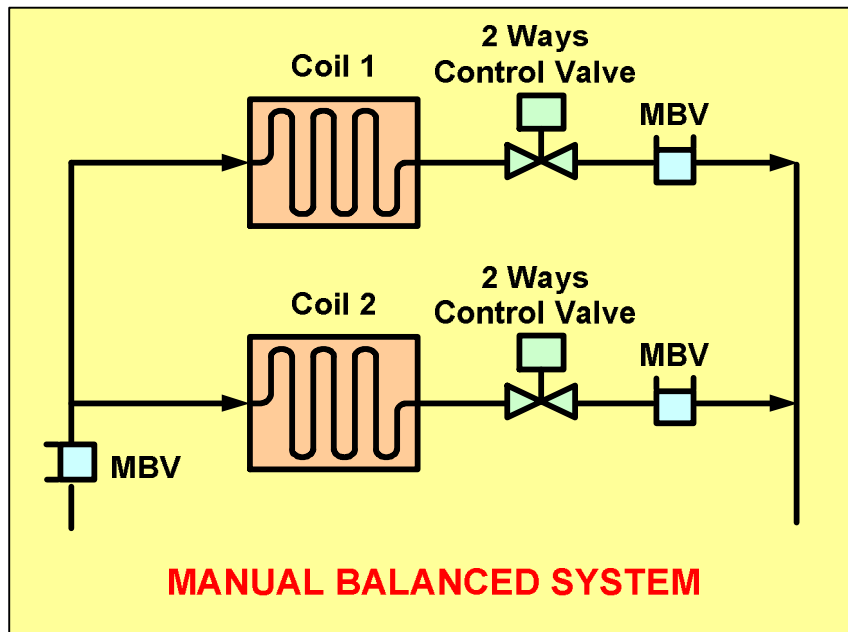 Coil 1
2 Ways
Control Valve
MBV
Coil 2
2 Ways
Control Valve
MBV
MBV
MANUAL BALANCED SYSTEM